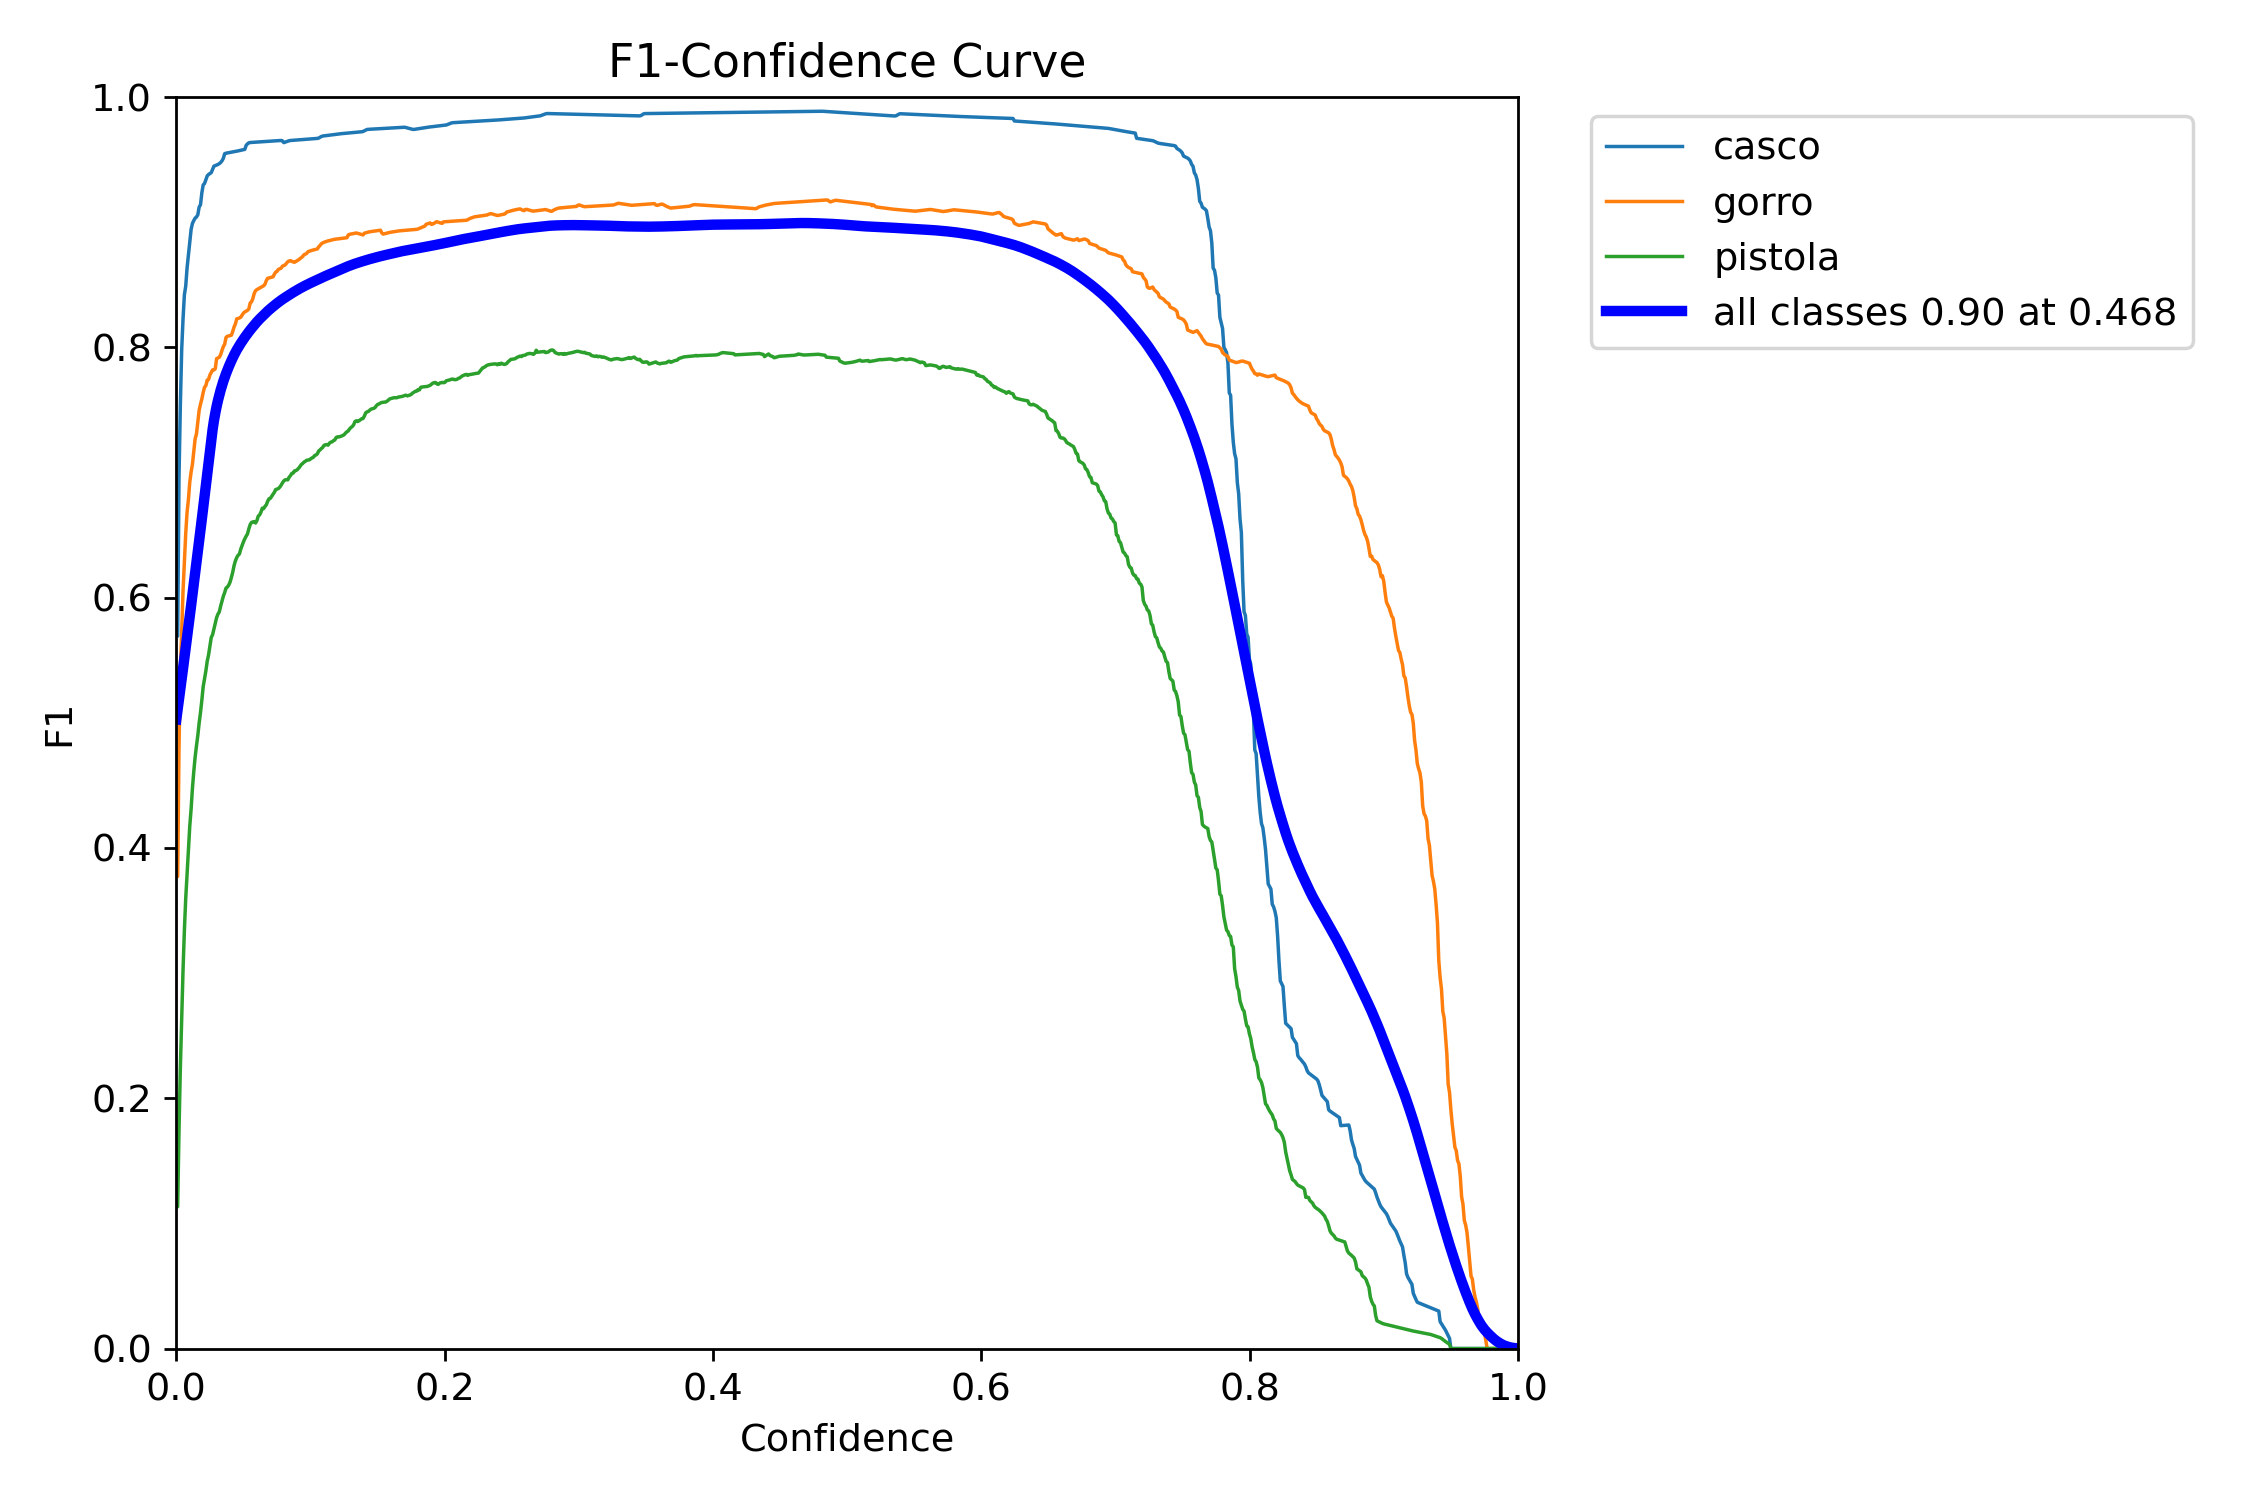 F1-Confidence Curve
1.0
0.8
0.6
0.4
0.2
0.0
F1
0.0 0.2 0.4 0.6 0.8 1.0
Confidence
casco
gorro
pistola
all classes 0.90 at 0.468